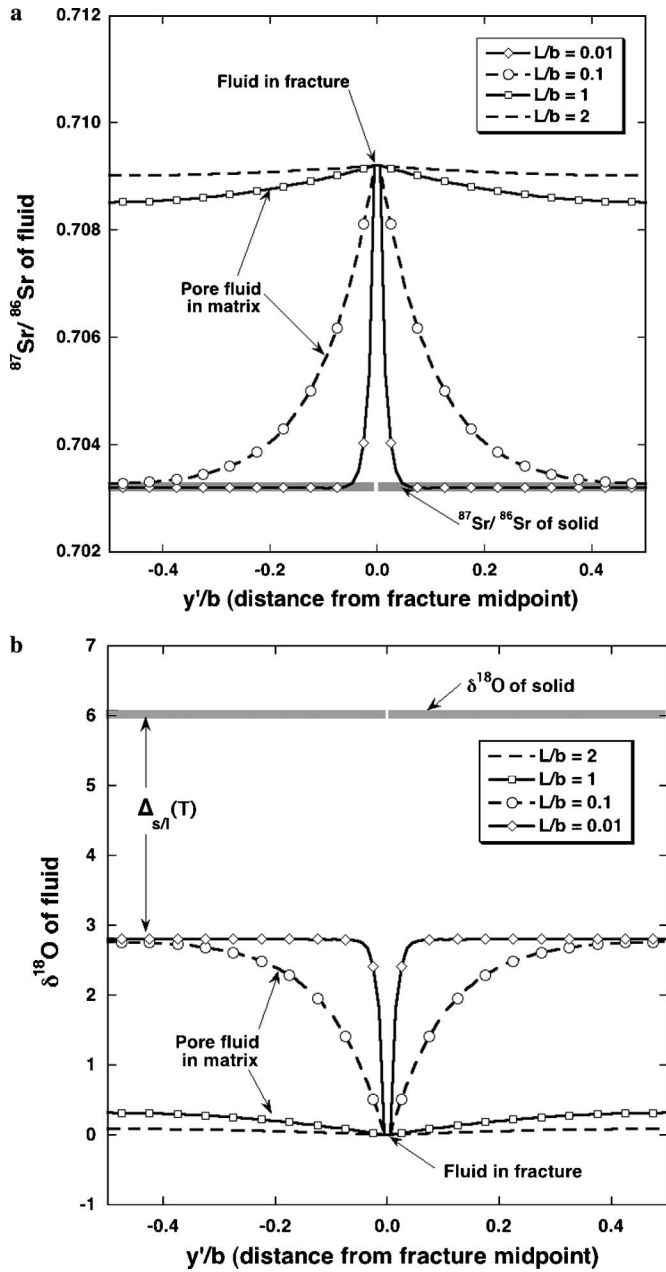 a
0.712
0.710
0.708
0.706
0.704
0.702
87Sr/ 86Sr of fluid
L/b = 0.01
L/b = 0.1
L/b = 1
L/b = 2
Fluid in fracture
Pore fluid
in matrix
87Sr/ 86Sr of solid
-0.4
-0.2
0.0
0.2
0.4
y'/b (distance from fracture midpoint)
b
7
6
5
4
3
2
1
0
-1
δ18O of fluid
δ18O of solid
Δs/l(T)
L/b = 2
L/b = 1
L/b = 0.1
L/b = 0.01
Pore fluid
in matrix
Fluid in fracture
-0.4
-0.2
0.0
0.2
0.4
y'/b (distance from fracture midpoint)